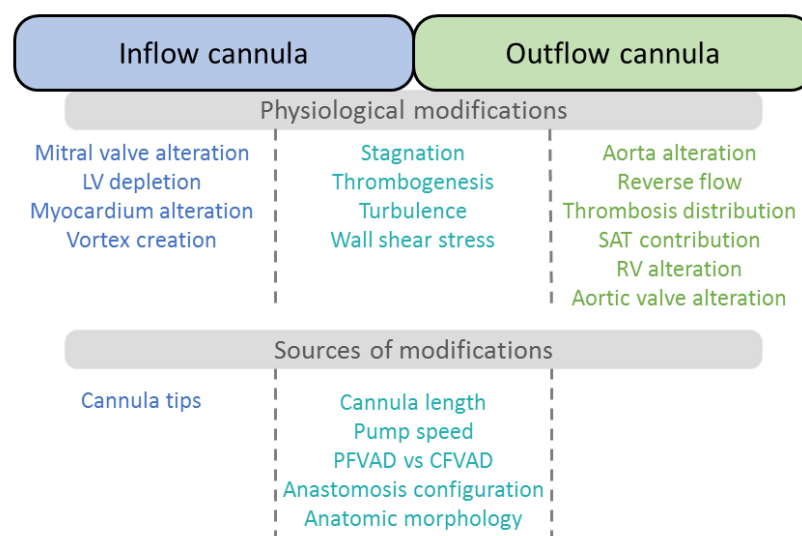 Inflow cannula
Outflow cannula
Physiological modifications
Mitral valve alteration
LV depletion
Myocardium alteration
Vortex creation
Stagnation
Thrombogenesis
Turbulence
Wall shear stress
Aorta alteration
Reverse flow
Thrombosis distribution
SAT contribution
RV alteration
Aortic valve alteration
Sources of modifications
Cannula tips
Cannula length
Pump speed
PFVAD vs CFVAD
Anastomosis configuration
Anatomic morphology